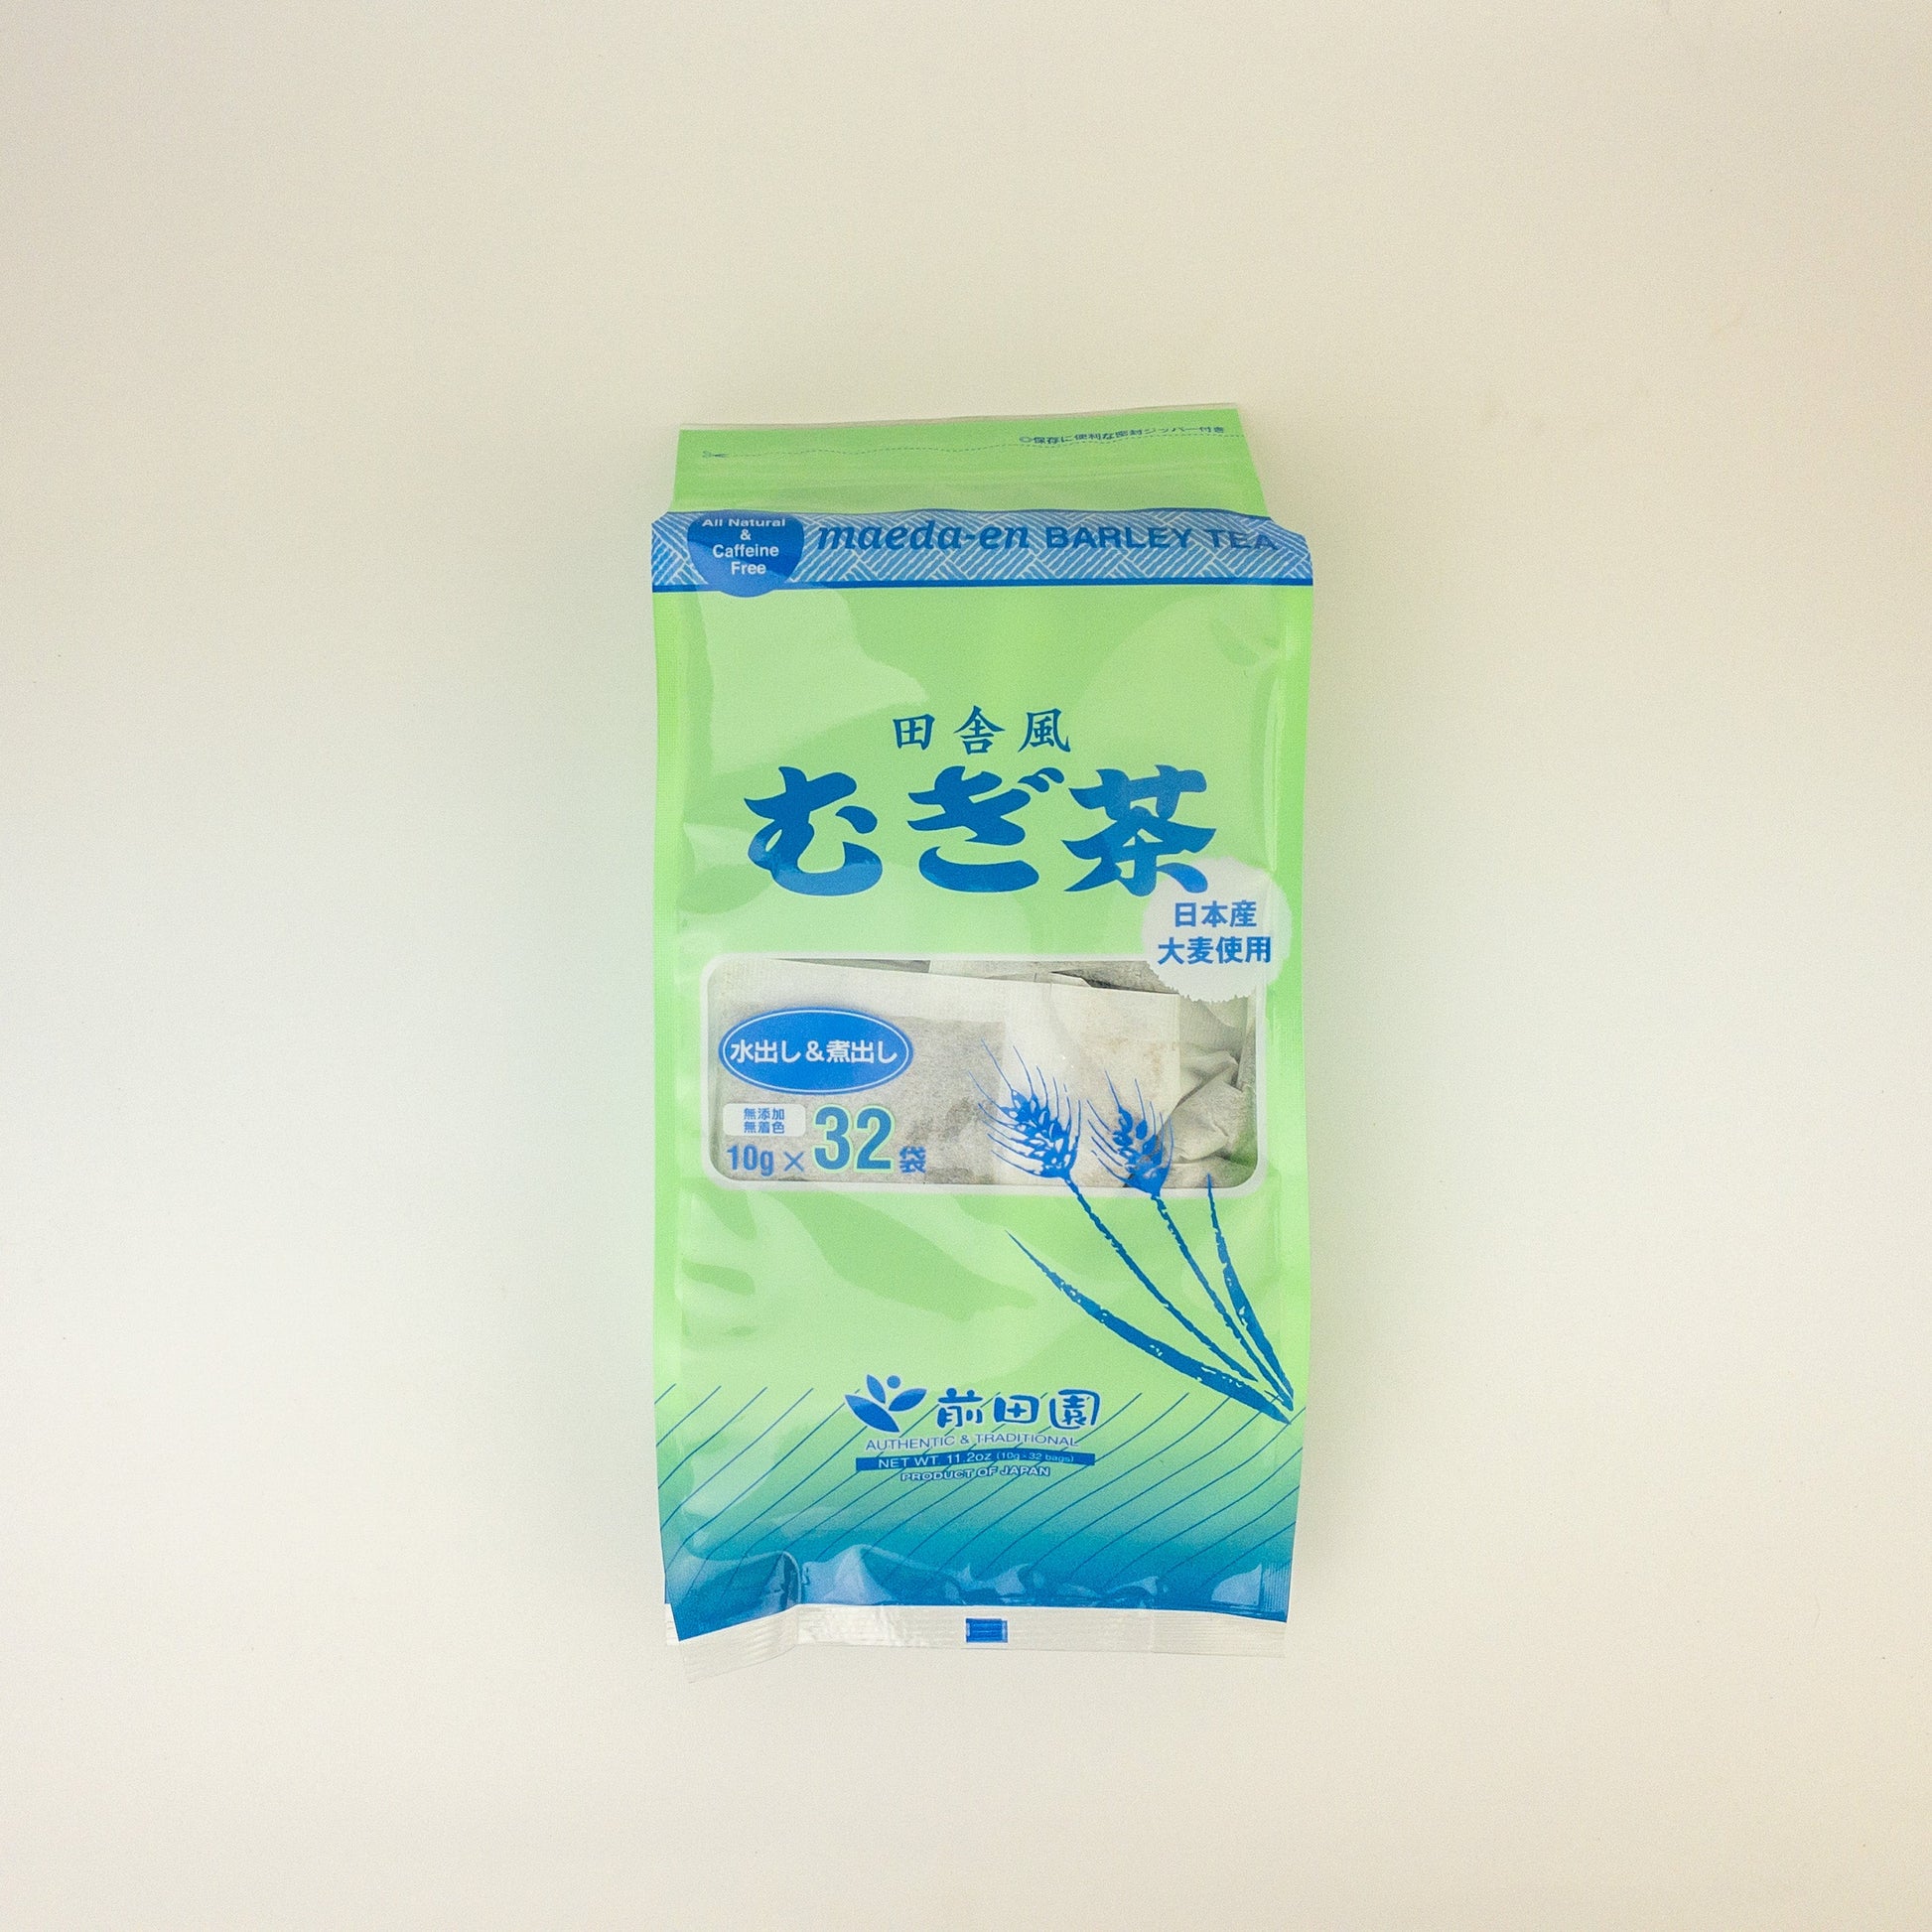 ◎保存に便利な密封ジッパー付き
All Natural
&
Caffeine
Free
maeda-en BARLEY TEA
田舎風
むぎ茶
日本産
大麦使用
水出し&煮出し
無添加
無着色
10g×32袋
前田園
AUTHENTIC & TRADITIONAL
NET WT. 11.2oz (10g・32 bags)
PRODUCT OF JAPAN